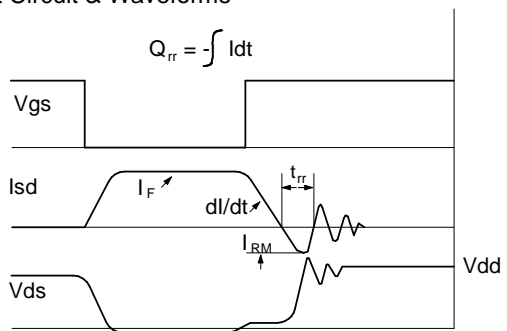 Circuit & Waveforms
Qrr = -∫ Idt
Vgs
Isd
IF
trr
dI/dt
IRM
Vds
Vdd